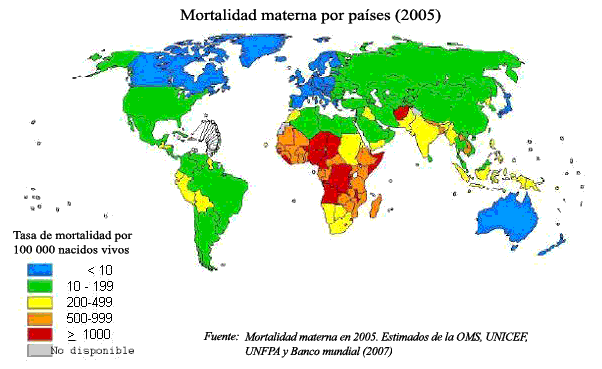 Mortalidad materna por países (2005)
Tasa de mortalidad por
100 000 nacidos vivos
< 10
10 - 199
200-499
500-999
≥ 1000
No disponible
Fuente: Mortalidad materna en 2005. Estimados de la OMS, UNICEF,
UNFPA y Banco mundial (2007)